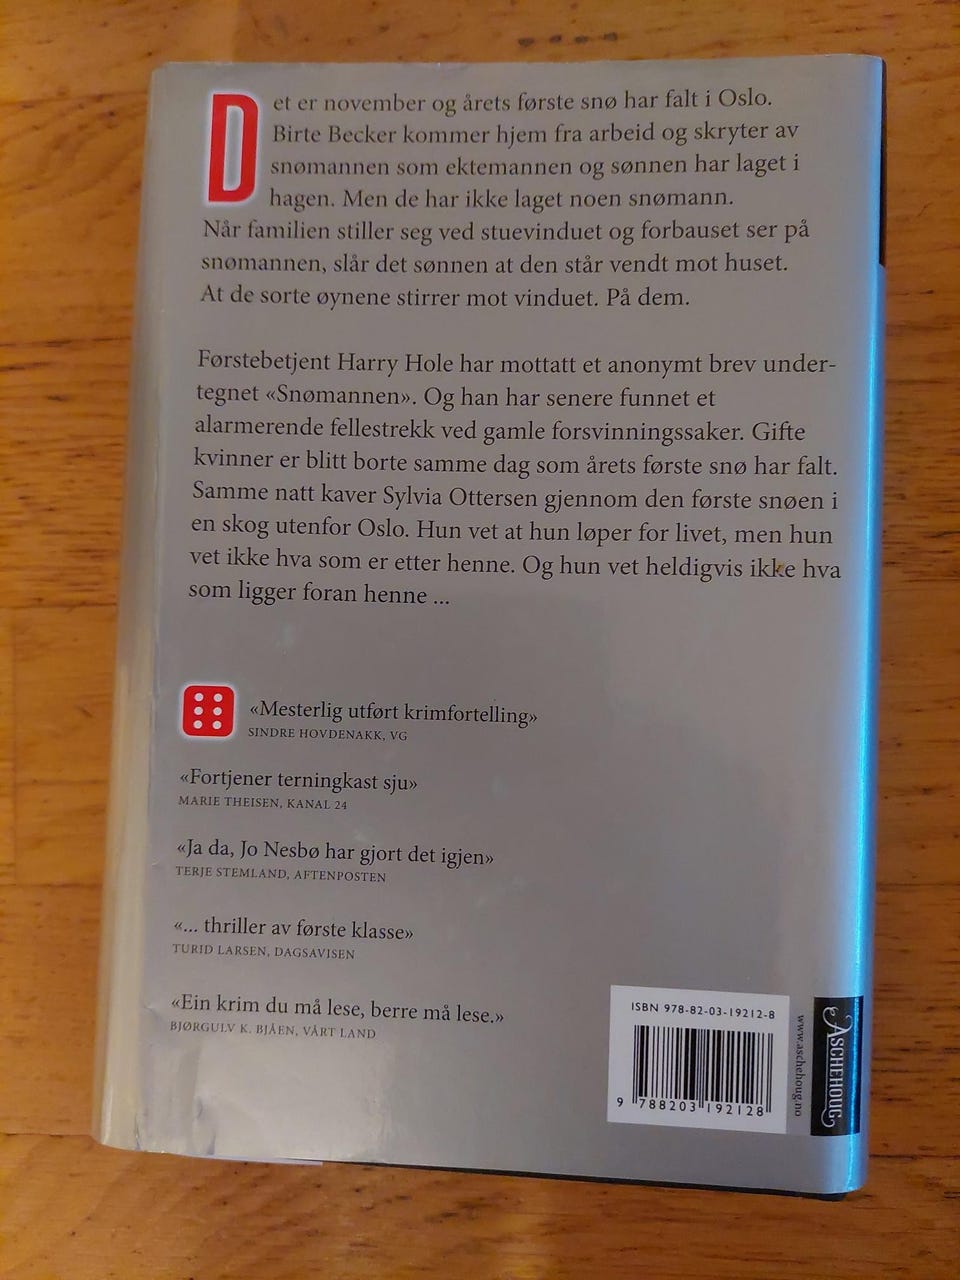 Det er november og årets første snø har falt i Oslo.
Birte Becker kommer hjem fra arbeid og skryter av
snømannen som ektemannen og sønnen har laget i
hagen. Men de har ikke laget noen snømann.
Når familien stiller seg ved stuevinduet og forbauset ser på
snømannen, slår det sønnen at den står vendt mot huset.
At de sorte øynene stirrer mot vinduet. På dem.
Førstebetjent Harry Hole har mottatt et anonymt brev under-
tegnet «Snømannen». Og han har senere funnet et
alarmerende fellestrekk ved gamle forsvinningssaker. Gifte
kvinner er blitt borte samme dag som årets første snø har falt.
Samme natt kaver Sylvia Ottersen gjennom den første snøen i
en skog utenfor Oslo. Hun vet at hun løper for livet, men hun
vet ikke hva som er etter henne. Og hun vet heldigvis ikke hva
som ligger foran henne ...
«Mesterlig utført krimfortelling»
SINDRE HOVDENAKK, VG
«Fortjener terningkast sju»
MARIE THEISEN, KANAL 24
«Ja da, Jo Nesbø har gjort det igjen»
TERJE STEMLAND, AFTENPOSTEN
«... thriller av første klasse»
TURID LARSEN, DAGSAVISEN
«Ein krim du må lese, berre må lese.»
BJØRGULV K. BJÅEN, VÅRT LAND
ISBN 978-82-03-19212-8
9 788203 192128
www.aschehoug.no
ASCHEHOUG